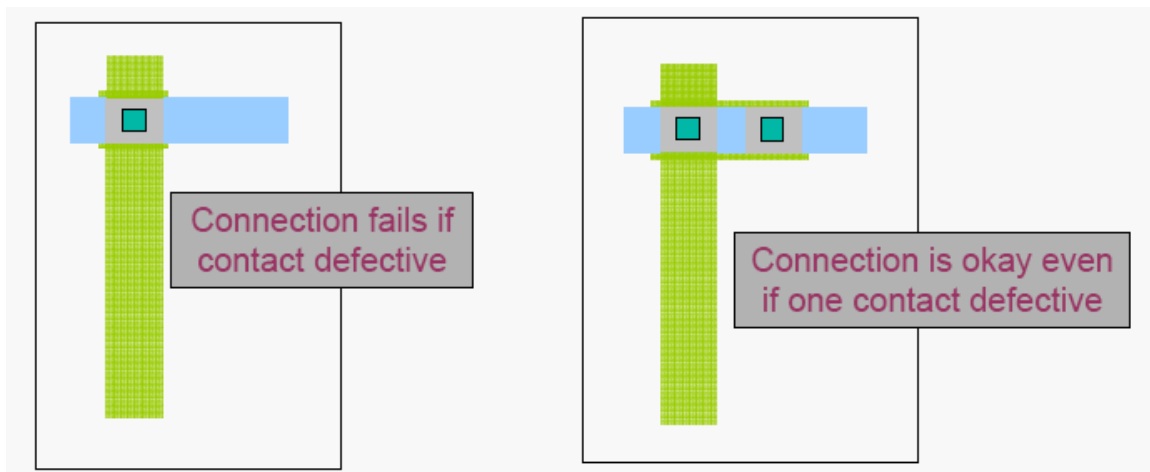 Connection fails if
contact defective
Connection is okay even
if one contact defective